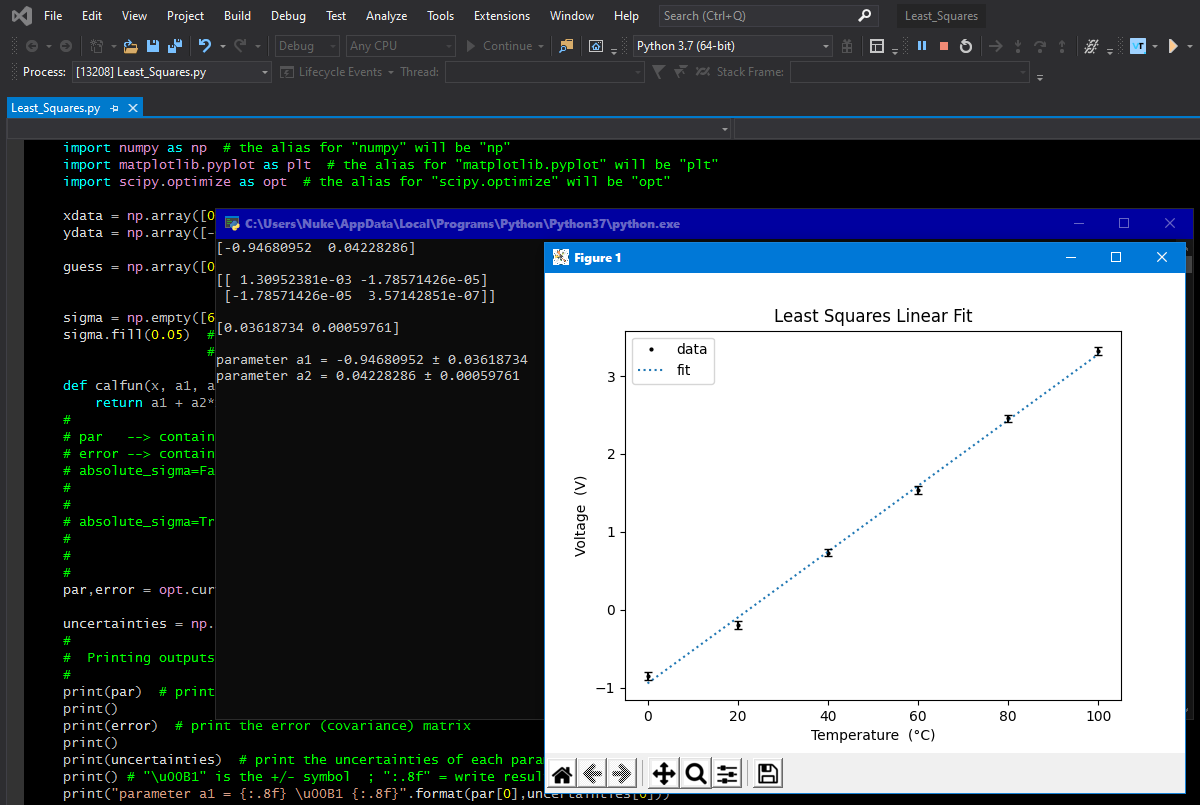 File Edit View Project Build Debug Test Analyze Tools Extensions Window Help Search (Ctrl+Q) Least_Squares
Debug Any CPU Continue Python 3.7 (64-bit)
Process: [13208] Least_Squares.py Lifecycle Events Thread: Stack Frame:
Least_Squares.py
import numpy as np # the alias for "numpy" will be "np"
import matplotlib.pyplot as plt # the alias for "matplotlib.pyplot" will be "plt"
import scipy.optimize as opt # the alias for "scipy.optimize" will be "opt"
xdata = np.array([0
ydata = np.array([-
guess = np.array([0
sigma = np.empty([6
sigma.fill(0.05) #
#
def calfun(x, a1, a
return a1 + a2*
#
# par --> contain
# error --> contain
# absolute_sigma=Fa
#
#
# absolute_sigma=Tr
#
#
#
par,error = opt.cur
uncertainties = np.
#
# Printing outputs
#
print(par) # print
print()
print(error) # print the error (covariance) matrix
print()
print(uncertainties) # print the uncertainties of each para
print() # "\u00B1" is the +/- symbol ; ":.8f" = write resul
print("parameter a1 = {:.8f} \u00B1 {:.8f}".format(par[0],uncertainties[0]))
C:\Users\Nuke\AppData\Local\Programs\Python\Python37\python.exe
[-0.94680952 0.04228286]
[[ 1.30952381e-03 -1.78571426e-05]
[-1.78571426e-05 3.57142851e-07]]
[0.03618734 0.00059761]
parameter a1 = -0.94680952 ± 0.03618734
parameter a2 = 0.04228286 ± 0.00059761
Figure 1
Least Squares Linear Fit
data
fit
3
2
1
0
−1
Voltage (V)
0 20 40 60 80 100
Temperature (°C)